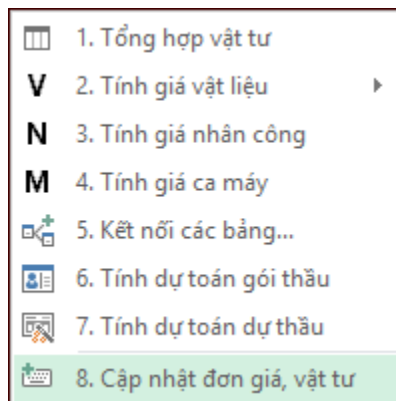 1. Tổng hợp vật tư
V 2. Tính giá vật liệu
N 3. Tính giá nhân công
M 4. Tính giá ca máy
5. Kết nối các bảng...
6. Tính dự toán gói thầu
7. Tính dự toán dự thầu
8. Cập nhật đơn giá, vật tư